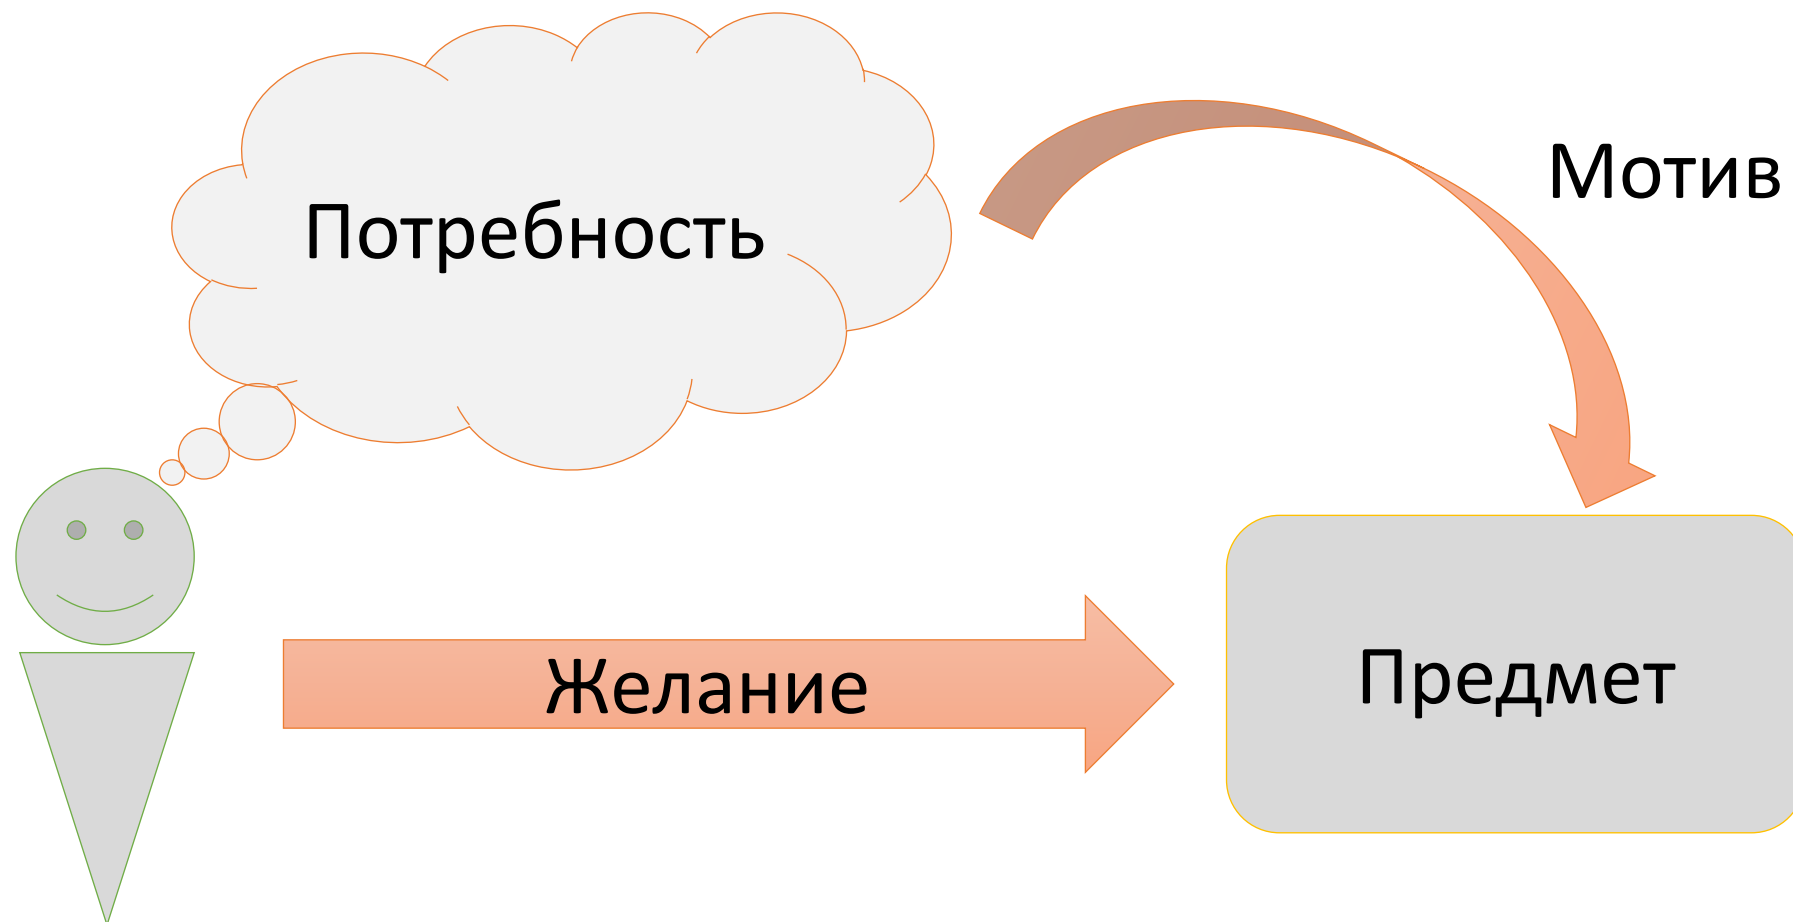 Потребность
Мотив
Желание
Предмет